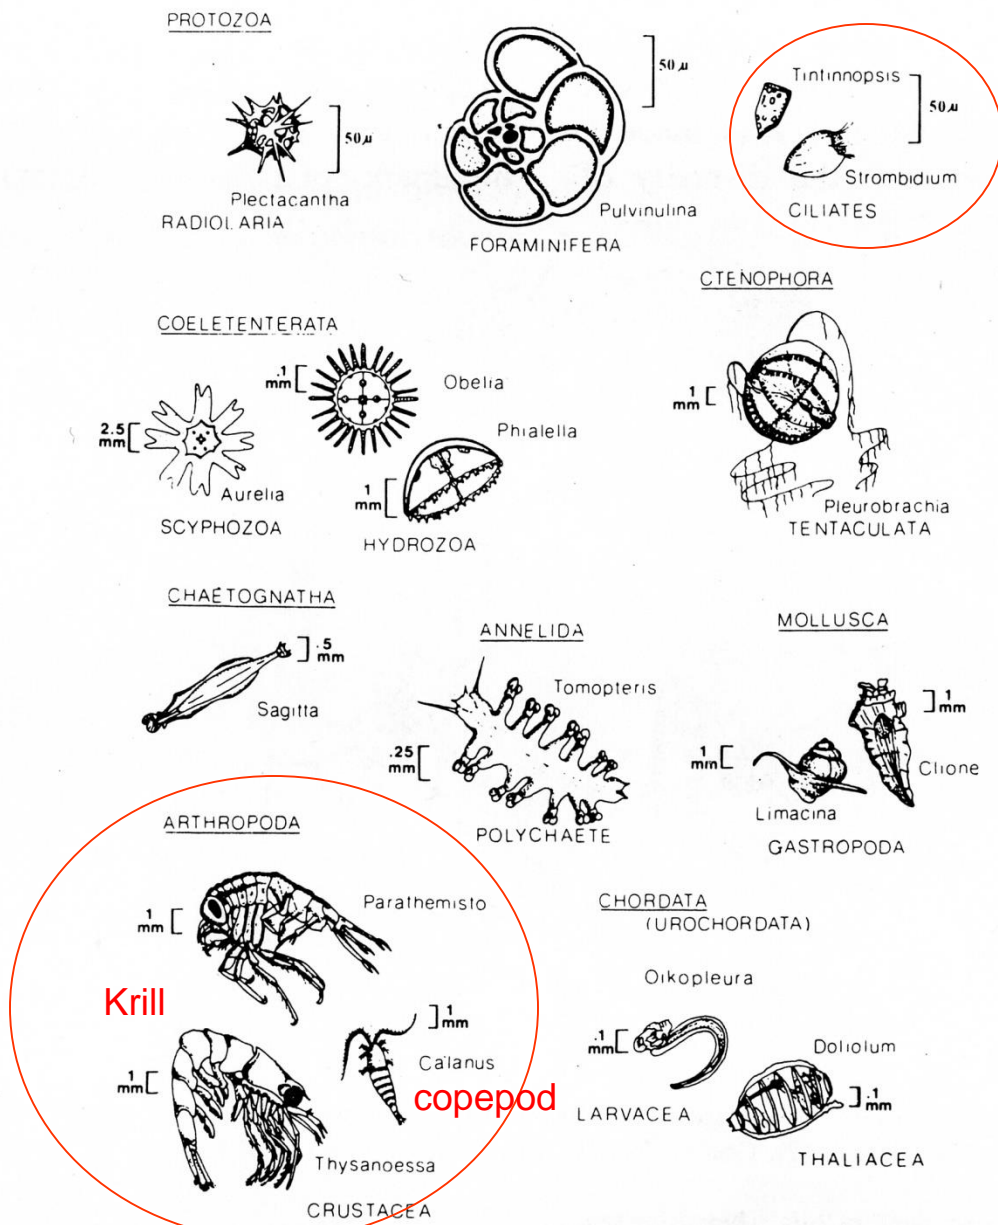 PROTOZOA
50 µ
Plectacantha
RADIOLARIA
50 µ
Pulvinulina
FORAMINIFERA
Tintinnopsis
50 µ
Strombidium
CILIATES
COELETENTERATA
2.5
mm
Aurelia
SCYPHOZOA
.1
mm
Obelia
Phialella
1
mm
HYDROZOA
CTENOPHORA
1
mm
Pleurobrachia
TENTACULATA
CHAETOGNATHA
.5
mm
Sagitta
ANNELIDA
Tomopteris
.25
mm
POLYCHAETE
MOLLUSCA
1
mm
Clione
1
mm
Limacina
GASTROPODA
ARTHROPODA
1
mm
Parathemisto
Krill
1
mm
Calanus
copepod
1
mm
Thysanoessa
CRUSTACEA
CHORDATA
(UROCHORDATA)
Oikopleura
.1
mm
LARVACEA
Doliolum
.1
mm
THALIACEA